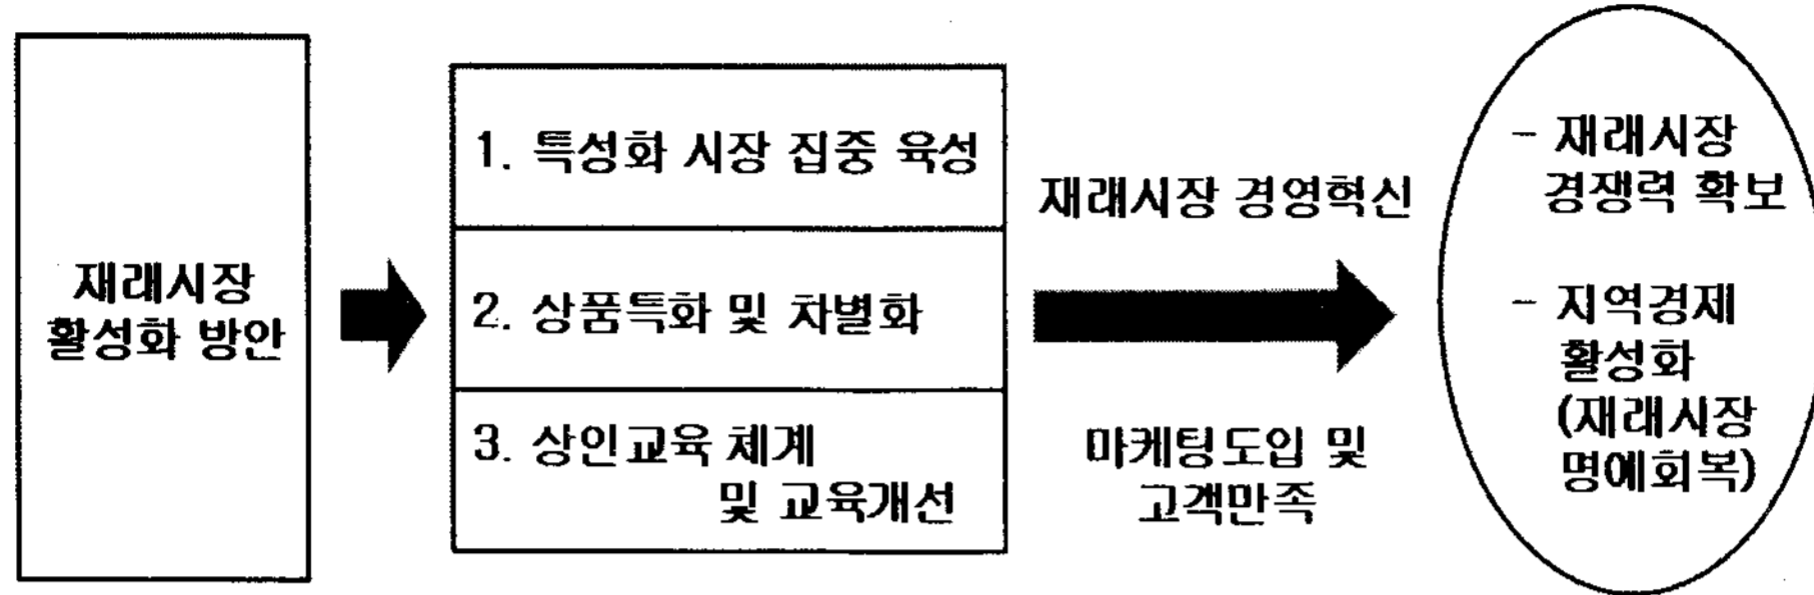 재래시장
활성화 방안
1. 특성화 시장 집중 육성
2. 상품특화 및 차별화
3. 상인교육 체계
및 교육개선
재래시장 경영혁신
마케팅도입 및
고객만족
- 재래시장
경쟁력 확보
- 지역경제
활성화
(재래시장
명예회복)